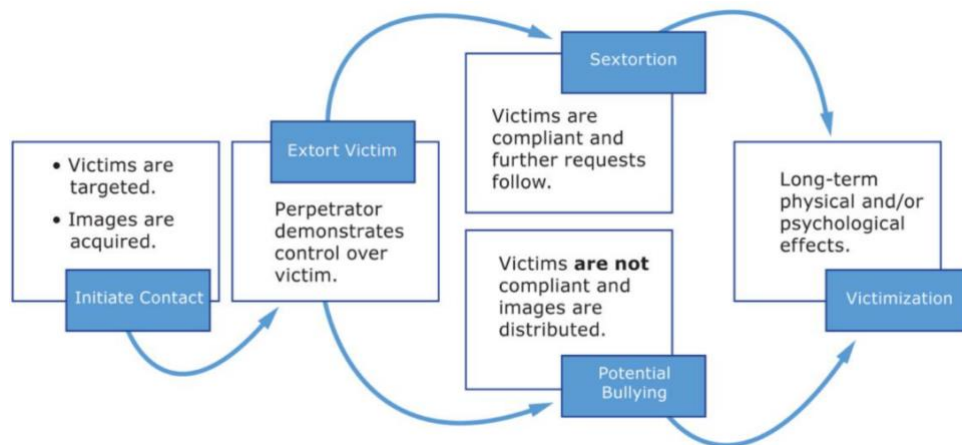 • Victims are
targeted.
• Images are
acquired.
Initiate Contact
Extort Victim
Perpetrator
demonstrates
control over
victim.
Sextortion
Victims are
compliant and
further requests
follow.
Victims are not
compliant and
images are
distributed.
Potential
Bullying
Long-term
physical and/or
psychological
effects.
Victimization